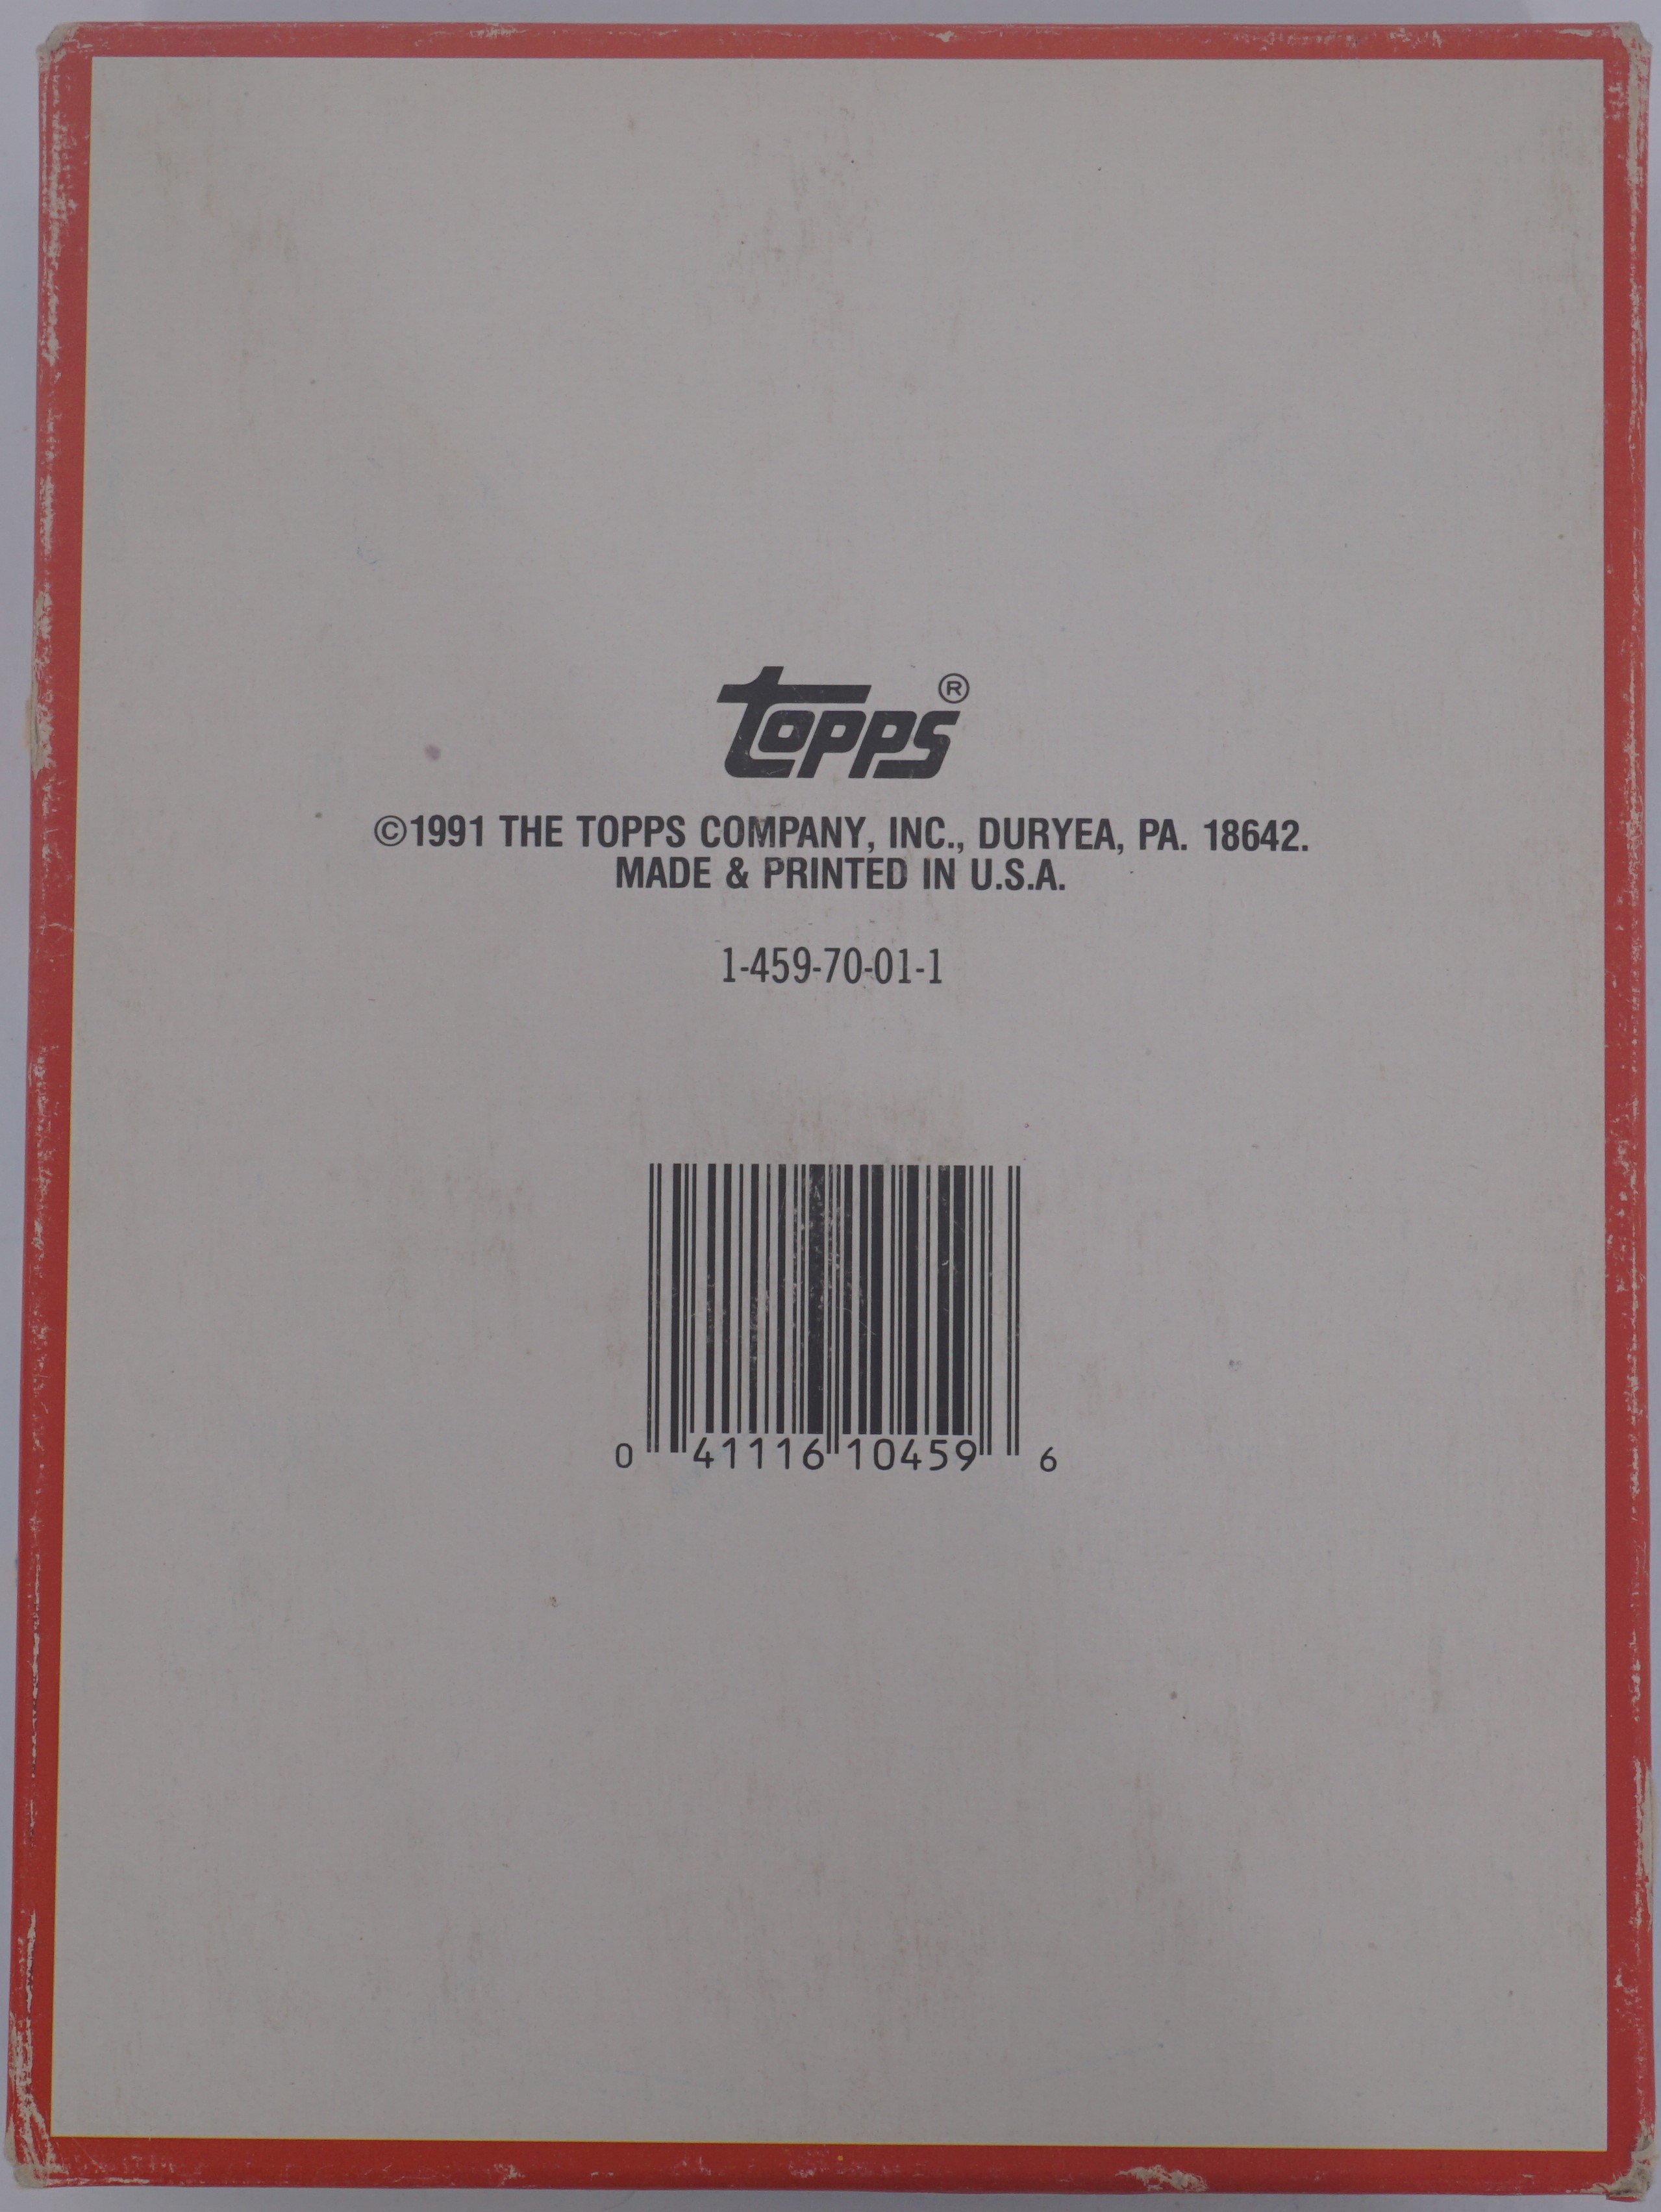 topps®
©1991 THE TOPPS COMPANY, INC., DURYEA, PA. 18642.
MADE & PRINTED IN U.S.A.
1-459-70-01-1
0 41116 10459 6